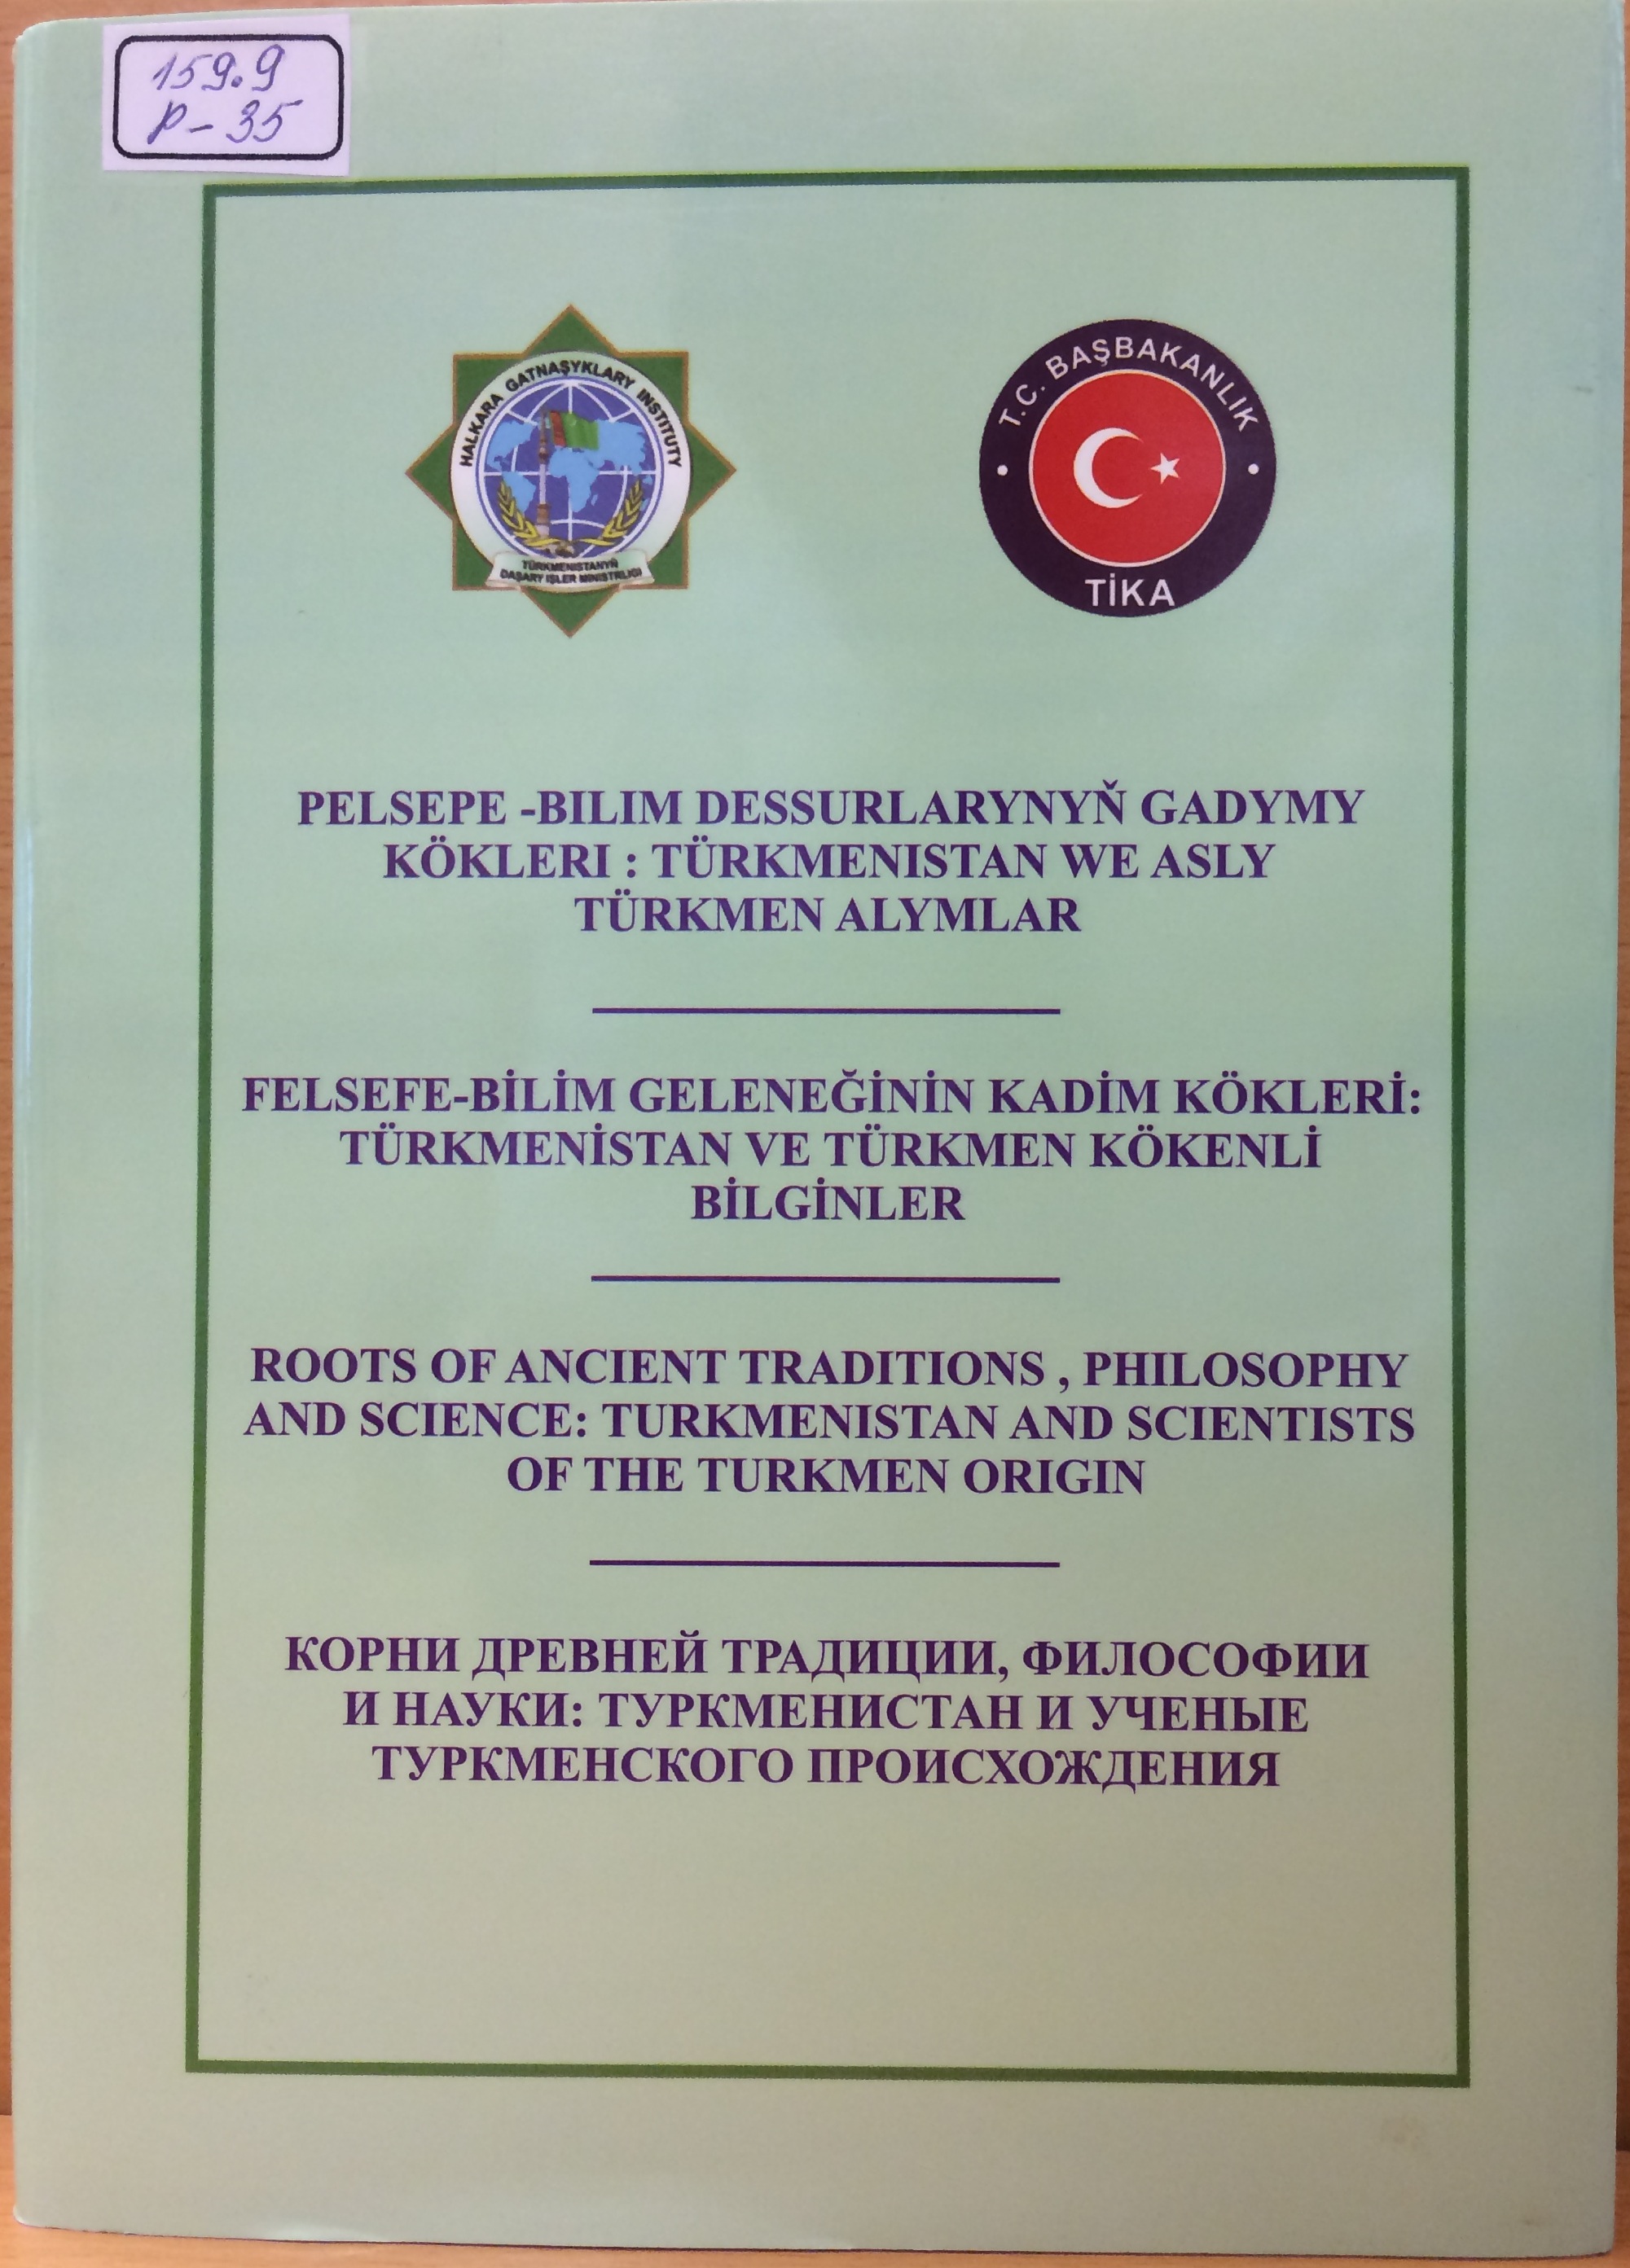 159.9
P-35
HALKARA GATNAŞYKLARY INSTITUTY
TÜRKMENISTANYŇ
DAŞARY IŞLER MINISTRLIGI
T.C. BAŞBAKANLIK
TİKA
PELSEPE -BILIM DESSURLARYNYŇ GADYMY
KÖKLERI : TÜRKMENISTAN WE ASLY
TÜRKMEN ALYMLAR
FELSEFE-BİLİM GELENEĞİNİN KADİM KÖKLERİ:
TÜRKMENİSTAN VE TÜRKMEN KÖKENLİ
BİLGİNLER
ROOTS OF ANCIENT TRADITIONS , PHILOSOPHY
AND SCIENCE: TURKMENISTAN AND SCIENTISTS
OF THE TURKMEN ORIGIN
КОРНИ ДРЕВНЕЙ ТРАДИЦИИ, ФИЛОСОФИИ
И НАУКИ: ТУРКМЕНИСТАН И УЧЕНЫЕ
ТУРКМЕНСКОГО ПРОИСХОЖДЕНИЯ